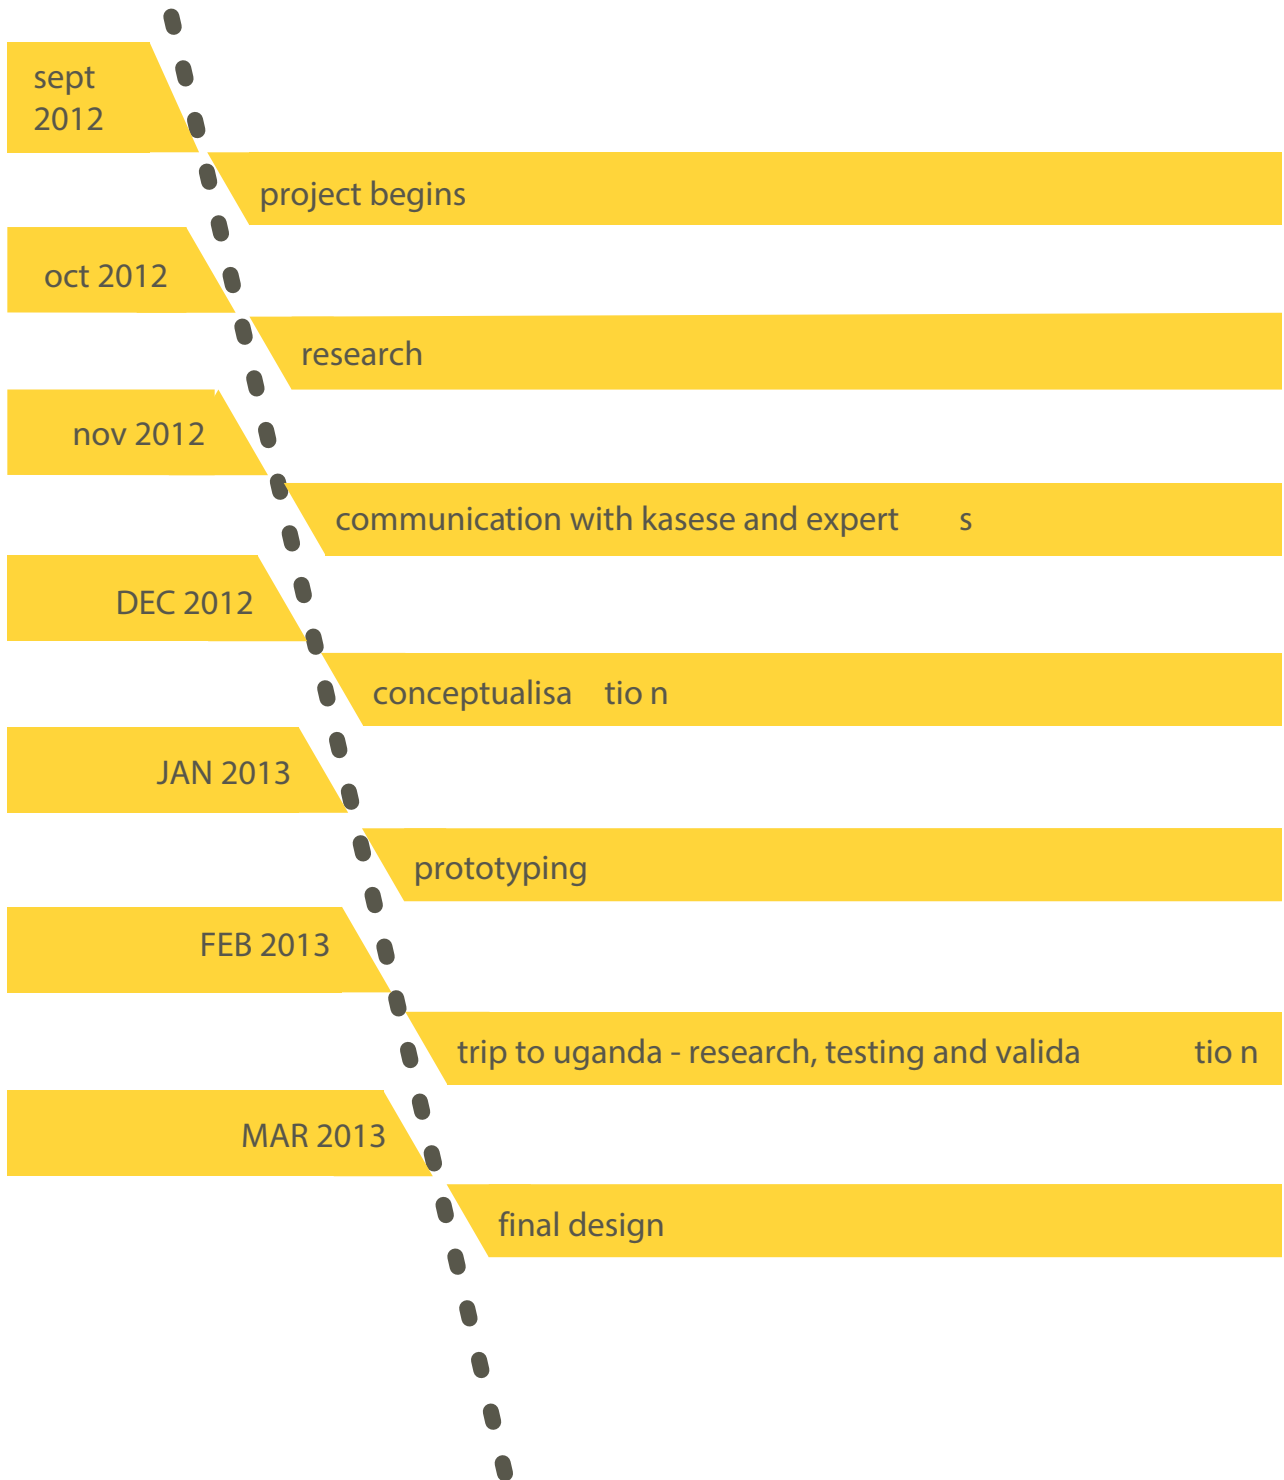 sept
2012
project begins
oct 2012
research
nov 2012
communication with kasese and expert s
DEC 2012
conceptualisa tio n
JAN 2013
prototyping
FEB 2013
trip to uganda - research, testing and valida tio n
MAR 2013
final design